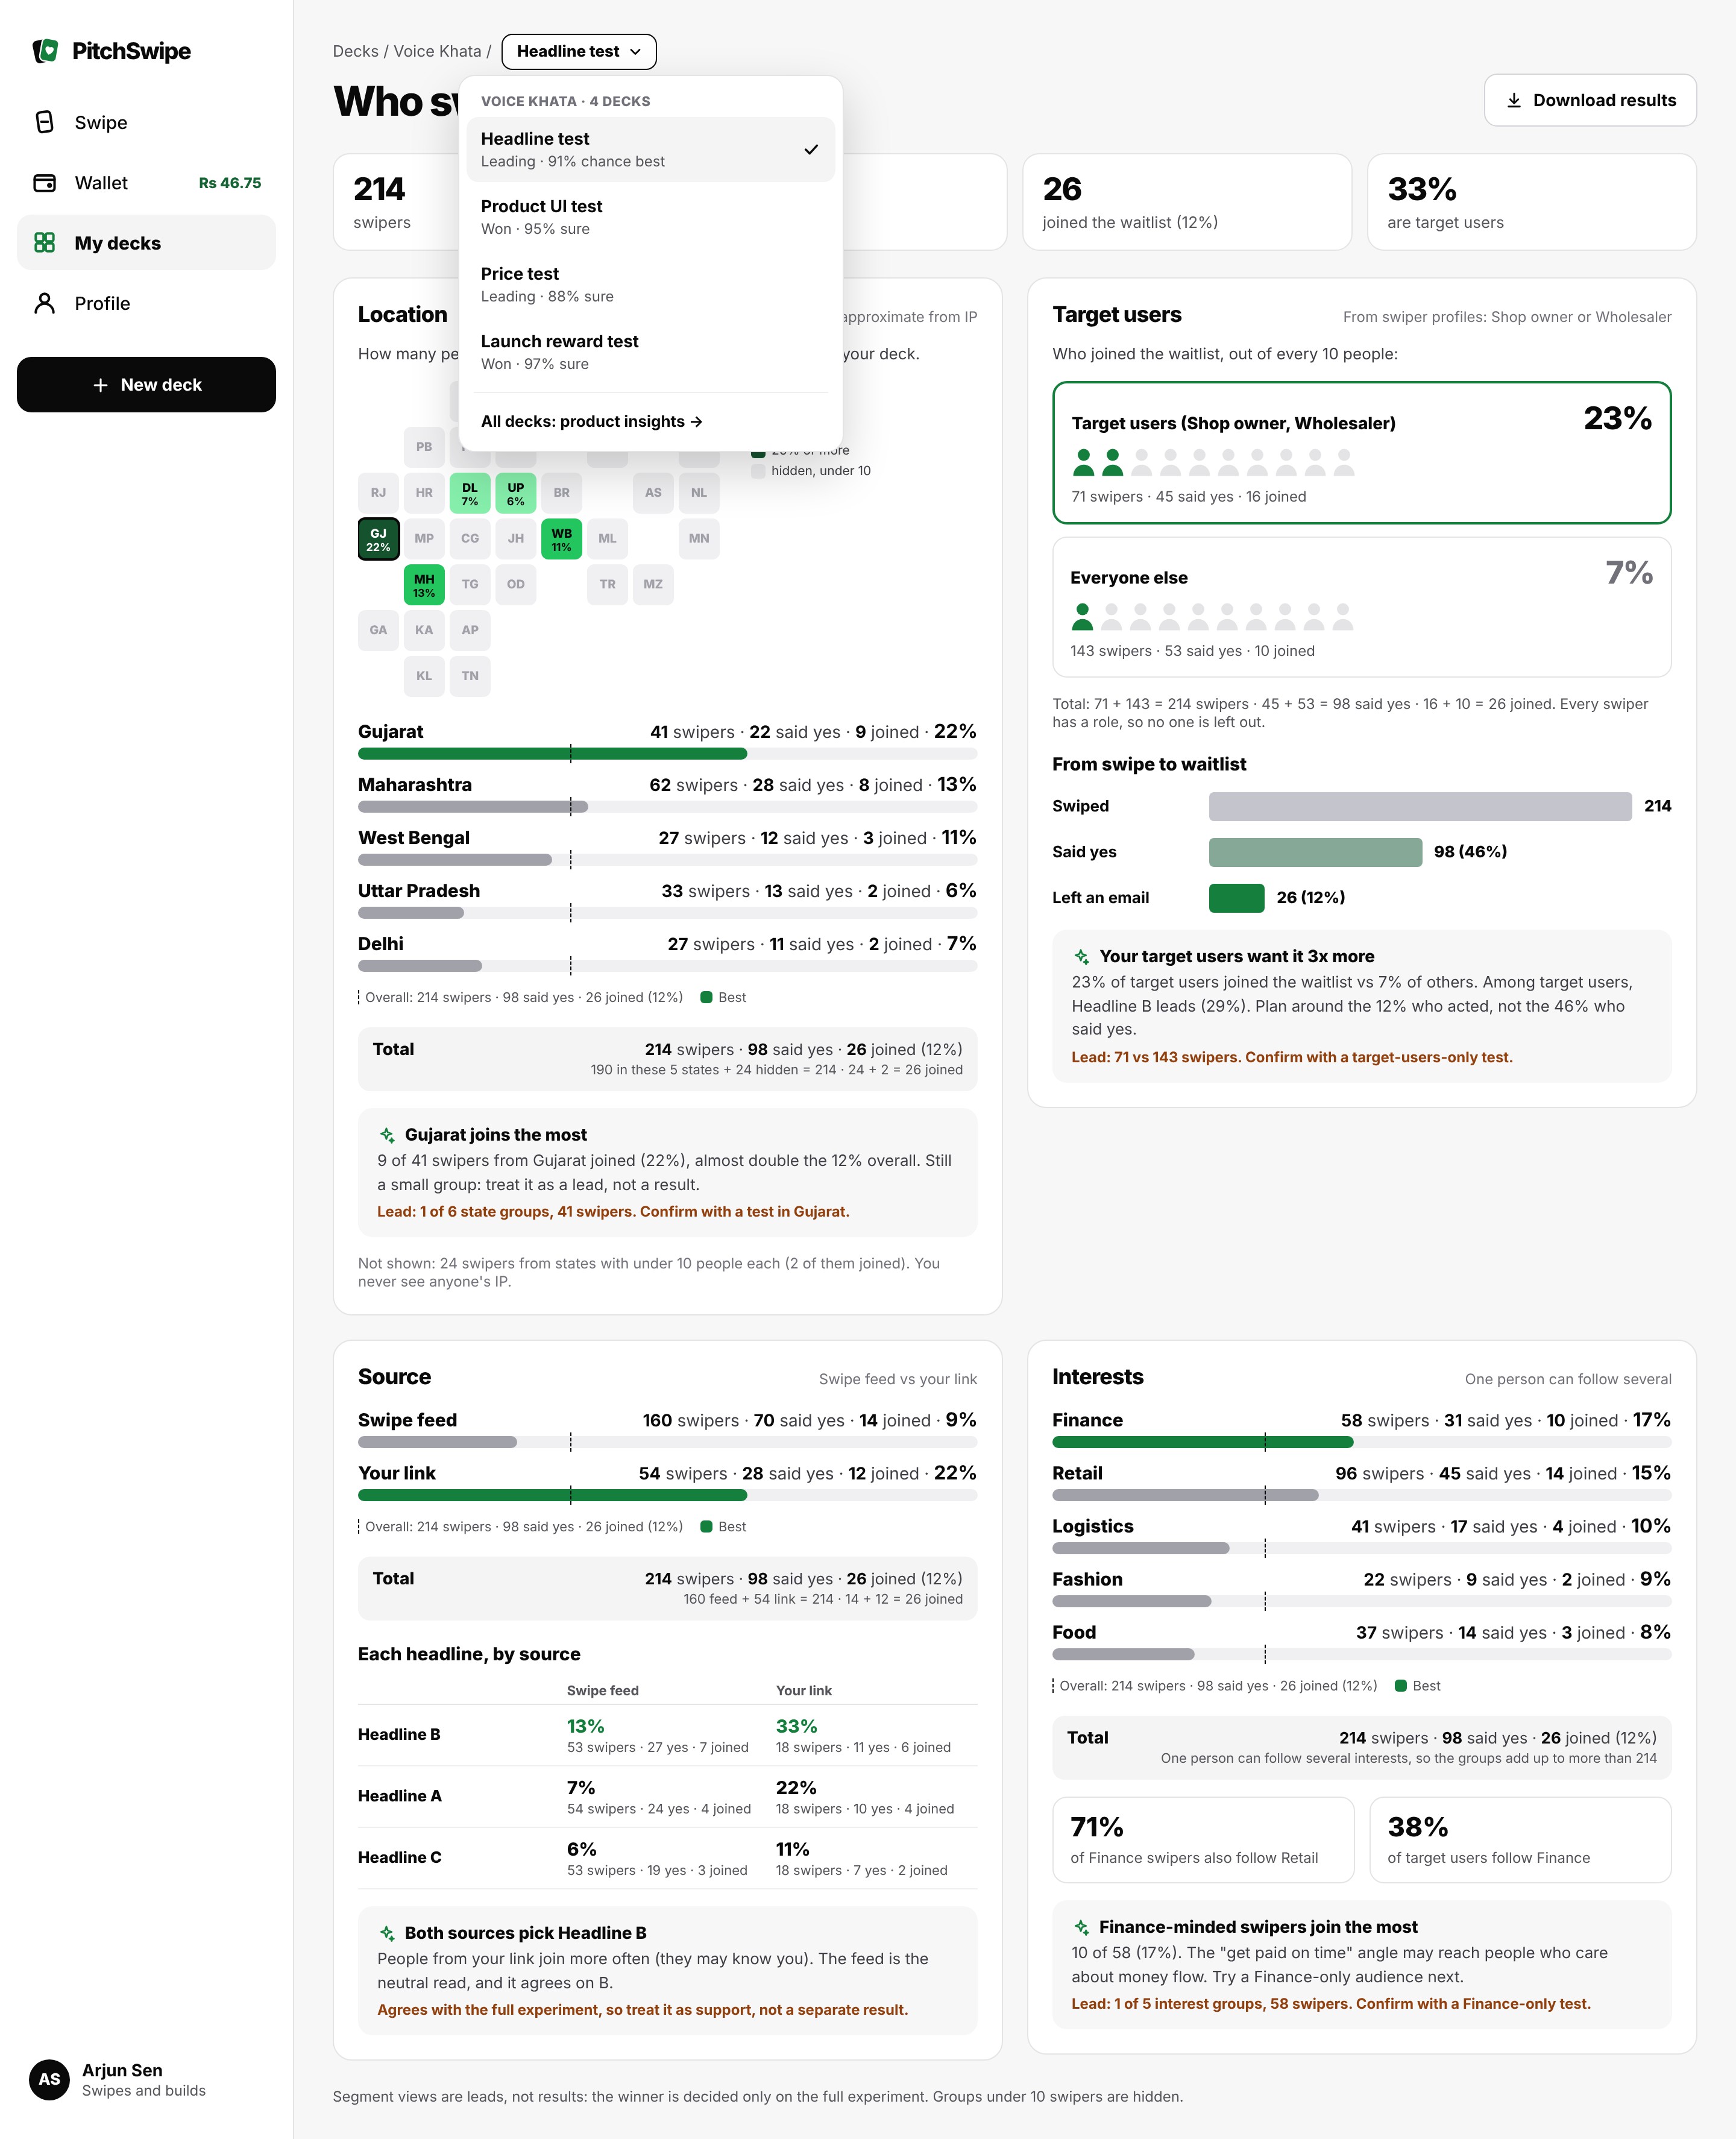 PitchSwipe
Swipe
Wallet
Rs 46.75
My decks
Profile
+ New deck
AS
Arjun Sen
Swipes and builds
Decks / Voice Khata /
Headline test
Who
Download results
VOICE KHATA · 4 DECKS
Headline test
Leading · 91% chance best
Product UI test
Won · 95% sure
Price test
Leading · 88% sure
Launch reward test
Won · 97% sure
All decks: product insights →
214
swipers
26
joined the waitlist (12%)
33%
are target users
Location
approximate from IP
How many
your deck.
hidden, under 10
PB
RJ
HR
DL
7%
UP
6%
BR
AS
NL
GJ
22%
MP
CG
JH
WB
11%
ML
MN
MH
13%
TG
OD
TR
MZ
GA
KA
AP
KL
TN
Gujarat
41 swipers · 22 said yes · 9 joined · 22%
Maharashtra
62 swipers · 28 said yes · 8 joined · 13%
West Bengal
27 swipers · 12 said yes · 3 joined · 11%
Uttar Pradesh
33 swipers · 13 said yes · 2 joined · 6%
Delhi
27 swipers · 11 said yes · 2 joined · 7%
Overall: 214 swipers · 98 said yes · 26 joined (12%)
Best
Total
214 swipers · 98 said yes · 26 joined (12%)
190 in these 5 states + 24 hidden = 214 · 24 + 2 = 26 joined
Gujarat joins the most
9 of 41 swipers from Gujarat joined (22%), almost double the 12% overall. Still
a small group: treat it as a lead, not a result.
Lead: 1 of 6 state groups, 41 swipers. Confirm with a test in Gujarat.
Not shown: 24 swipers from states with under 10 people each (2 of them joined). You
never see anyone's IP.
Target users
From swiper profiles: Shop owner or Wholesaler
Who joined the waitlist, out of every 10 people:
Target users (Shop owner, Wholesaler)
23%
71 swipers · 45 said yes · 16 joined
Everyone else
7%
143 swipers · 53 said yes · 10 joined
Total: 71 + 143 = 214 swipers · 45 + 53 = 98 said yes · 16 + 10 = 26 joined. Every swiper
has a role, so no one is left out.
From swipe to waitlist
Swiped
214
Said yes
98 (46%)
Left an email
26 (12%)
Your target users want it 3x more
23% of target users joined the waitlist vs 7% of others. Among target users,
Headline B leads (29%). Plan around the 12% who acted, not the 46% who
said yes.
Lead: 71 vs 143 swipers. Confirm with a target-users-only test.
Source
Swipe feed vs your link
Swipe feed
160 swipers · 70 said yes · 14 joined · 9%
Your link
54 swipers · 28 said yes · 12 joined · 22%
Overall: 214 swipers · 98 said yes · 26 joined (12%)
Best
Total
214 swipers · 98 said yes · 26 joined (12%)
160 feed + 54 link = 214 · 14 + 12 = 26 joined
Each headline, by source
Swipe feed
Your link
Headline B
13%
53 swipers · 27 yes · 7 joined
33%
18 swipers · 11 yes · 6 joined
Headline A
7%
54 swipers · 24 yes · 4 joined
22%
18 swipers · 10 yes · 4 joined
Headline C
6%
53 swipers · 19 yes · 3 joined
11%
18 swipers · 7 yes · 2 joined
Both sources pick Headline B
People from your link join more often (they may know you). The feed is the
neutral read, and it agrees on B.
Agrees with the full experiment, so treat it as support, not a separate result.
Interests
One person can follow several
Finance
58 swipers · 31 said yes · 10 joined · 17%
Retail
96 swipers · 45 said yes · 14 joined · 15%
Logistics
41 swipers · 17 said yes · 4 joined · 10%
Fashion
22 swipers · 9 said yes · 2 joined · 9%
Food
37 swipers · 14 said yes · 3 joined · 8%
Overall: 214 swipers · 98 said yes · 26 joined (12%)
Best
Total
214 swipers · 98 said yes · 26 joined (12%)
One person can follow several interests, so the groups add up to more than 214
71%
of Finance swipers also follow Retail
38%
of target users follow Finance
Finance-minded swipers join the most
10 of 58 (17%). The "get paid on time" angle may reach people who care
about money flow. Try a Finance-only audience next.
Lead: 1 of 5 interest groups, 58 swipers. Confirm with a Finance-only test.
Segment views are leads, not results: the winner is decided only on the full experiment. Groups under 10 swipers are hidden.